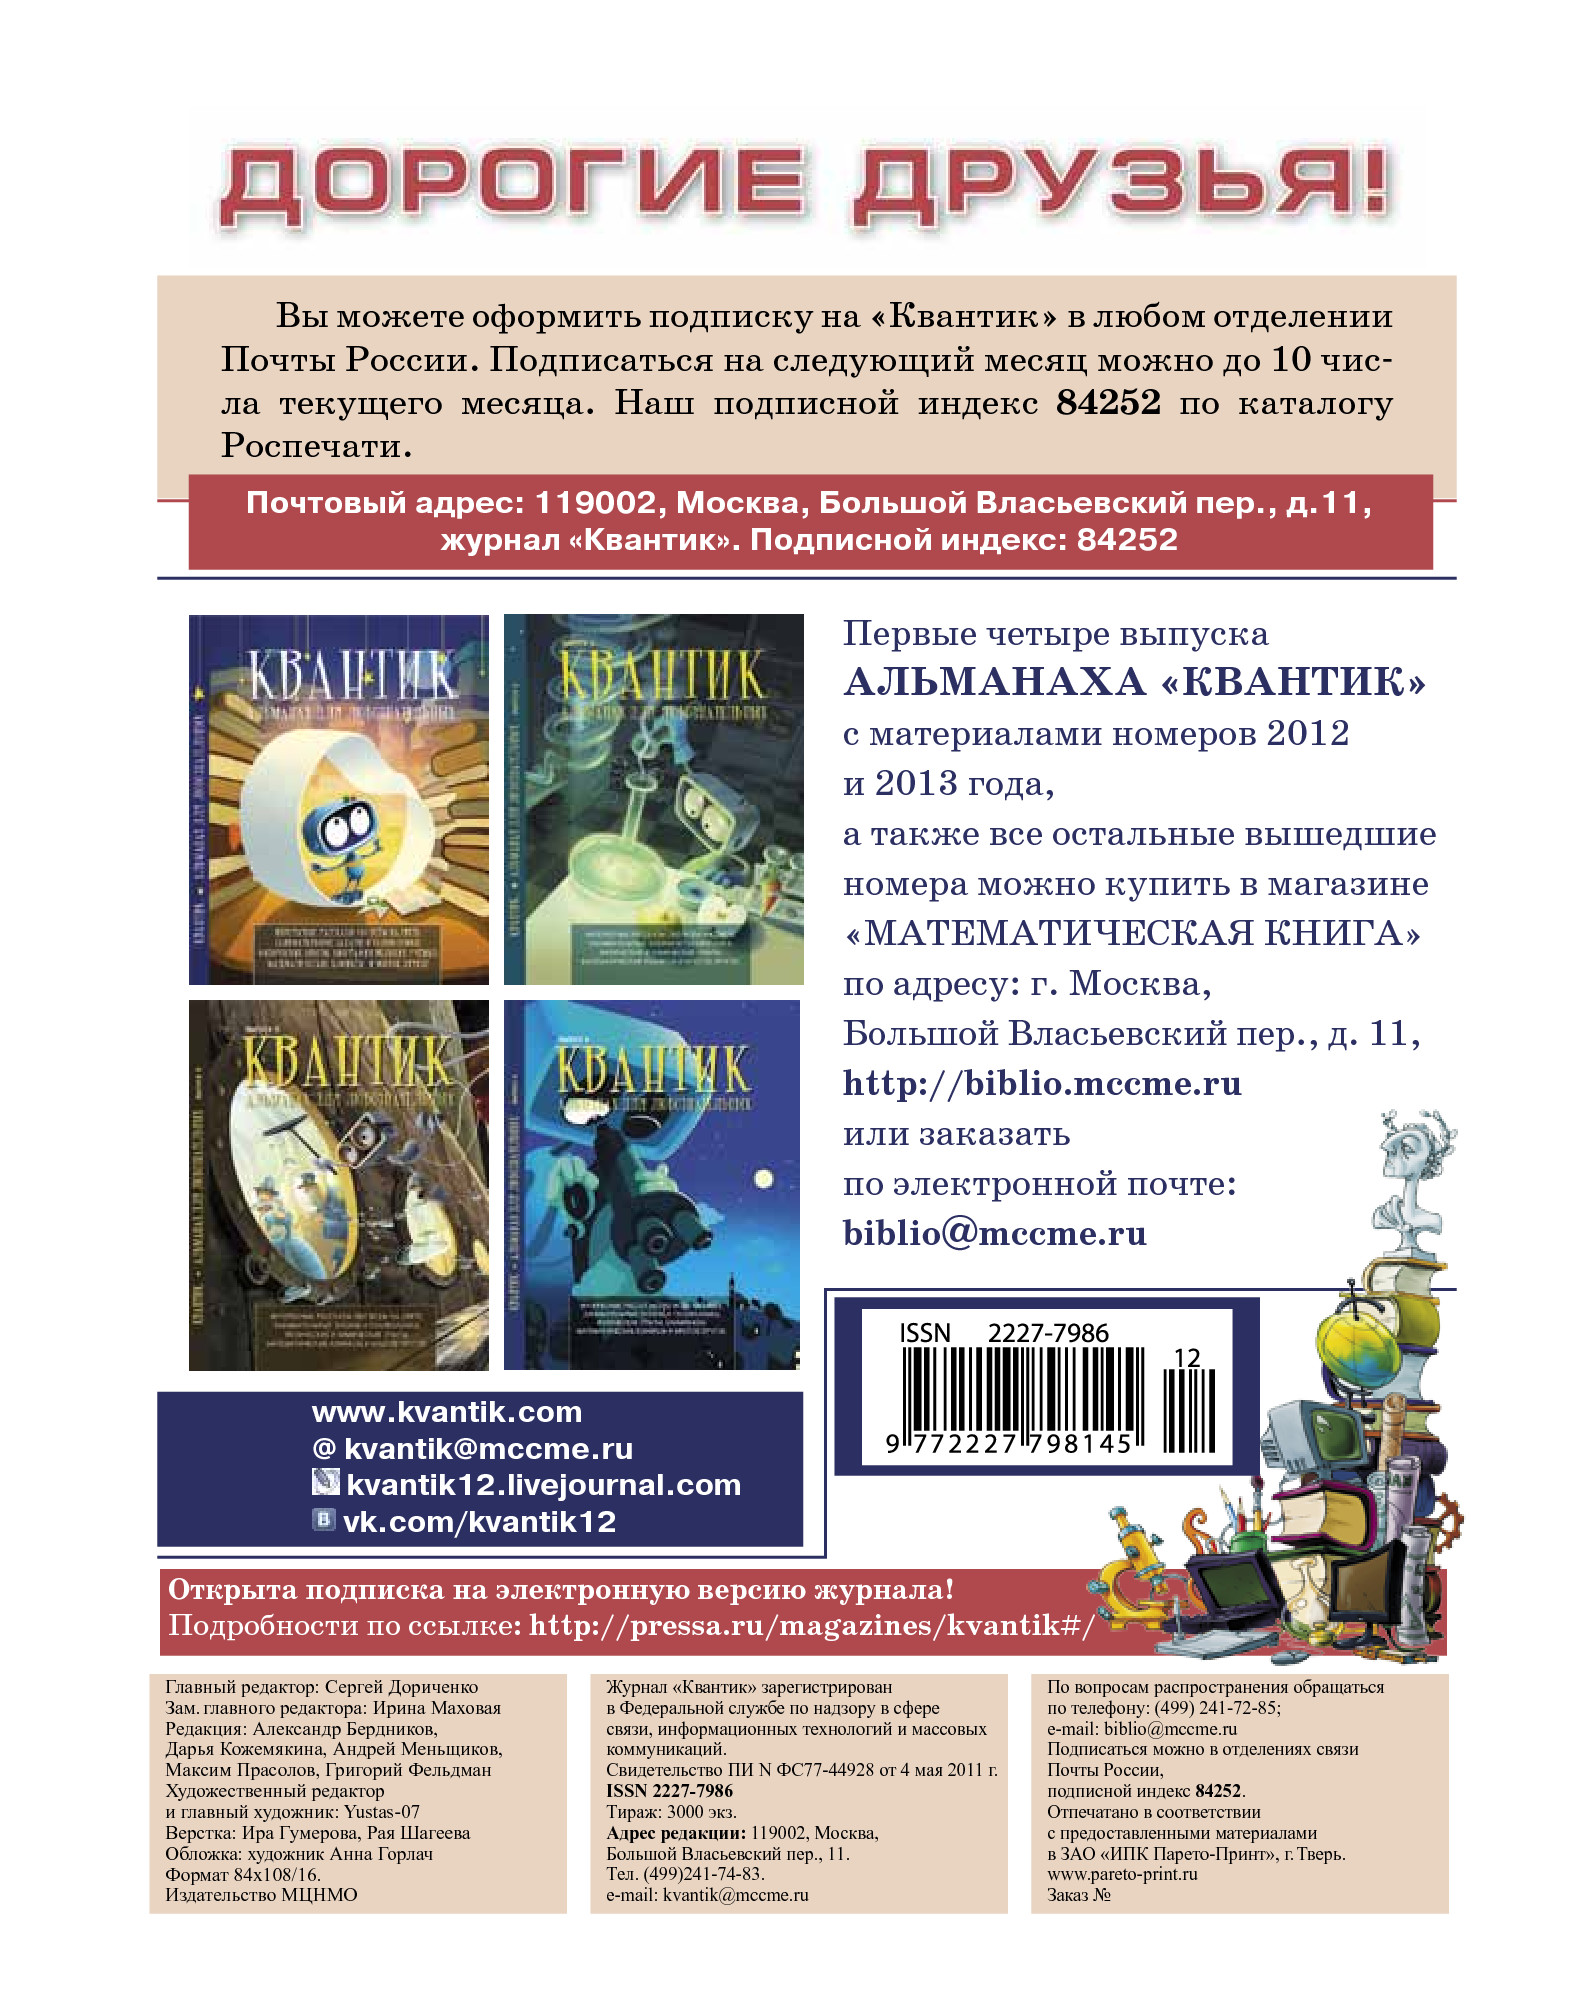 ДОРОГИЕ ДРУЗЬЯ!
Вы можете оформить подписку на «Квантик» в любом отделении
Почты России. Подписаться на следующий месяц можно до 10 чис-
ла текущего месяца. Наш подписной индекс 84252 по каталогу
Роспечати.
Почтовый адрес: 119002, Москва, Большой Власьевский пер., д.11,
журнал «Квантик». Подписной индекс: 84252
КВАНТИК
КВАНТИК
КВАНТИК
КВАНТИК
Первые четыре выпуска
АЛЬМАНАХА «КВАНТИК»
с материалами номеров 2012
и 2013 года,
а также все остальные вышедшие
номера можно купить в магазине
«МАТЕМАТИЧЕСКАЯ КНИГА»
по адресу: г. Москва,
Большой Власьевский пер., д. 11,
http://biblio.mccme.ru
или заказать
по электронной почте:
biblio@mccme.ru
ISSN 2227-7986
12
9 772227 798145
www.kvantik.com
@ kvantik@mccme.ru
kvantik12.livejournal.com
B vk.com/kvantik12
Открыта подписка на электронную версию журнала!
Подробности по ссылке: http://pressa.ru/magazines/kvantik#/
Главный редактор: Сергей Дориченко
Зам. главного редактора: Ирина Маховая
Редакция: Александр Бердников,
Дарья Кожемякина, Андрей Меньщиков,
Максим Прасолов, Григорий Фельдман
Художественный редактор
и главный художник: Yustas-07
Верстка: Ира Гумерова, Рая Шагеева
Обложка: художник Анна Горлач
Формат 84х108/16.
Издательство МЦНМО
Журнал «Квантик» зарегистрирован
в Федеральной службе по надзору в сфере
связи, информационных технологий и массовых
коммуникаций.
Свидетельство ПИ N ФС77-44928 от 4 мая 2011 г.
ISSN 2227-7986
Тираж: 3000 экз.
Адрес редакции: 119002, Москва,
Большой Власьевский пер., 11.
Тел. (499)241-74-83.
e-mail: kvantik@mccme.ru
По вопросам распространения обращаться
по телефону: (499) 241-72-85;
e-mail: biblio@mccme.ru
Подписаться можно в отделениях связи
Почты России,
подписной индекс 84252.
Отпечатано в соответствии
с предоставленными материалами
в ЗАО «ИПК Парето-Принт», г. Тверь.
www.pareto-print.ru
Заказ №